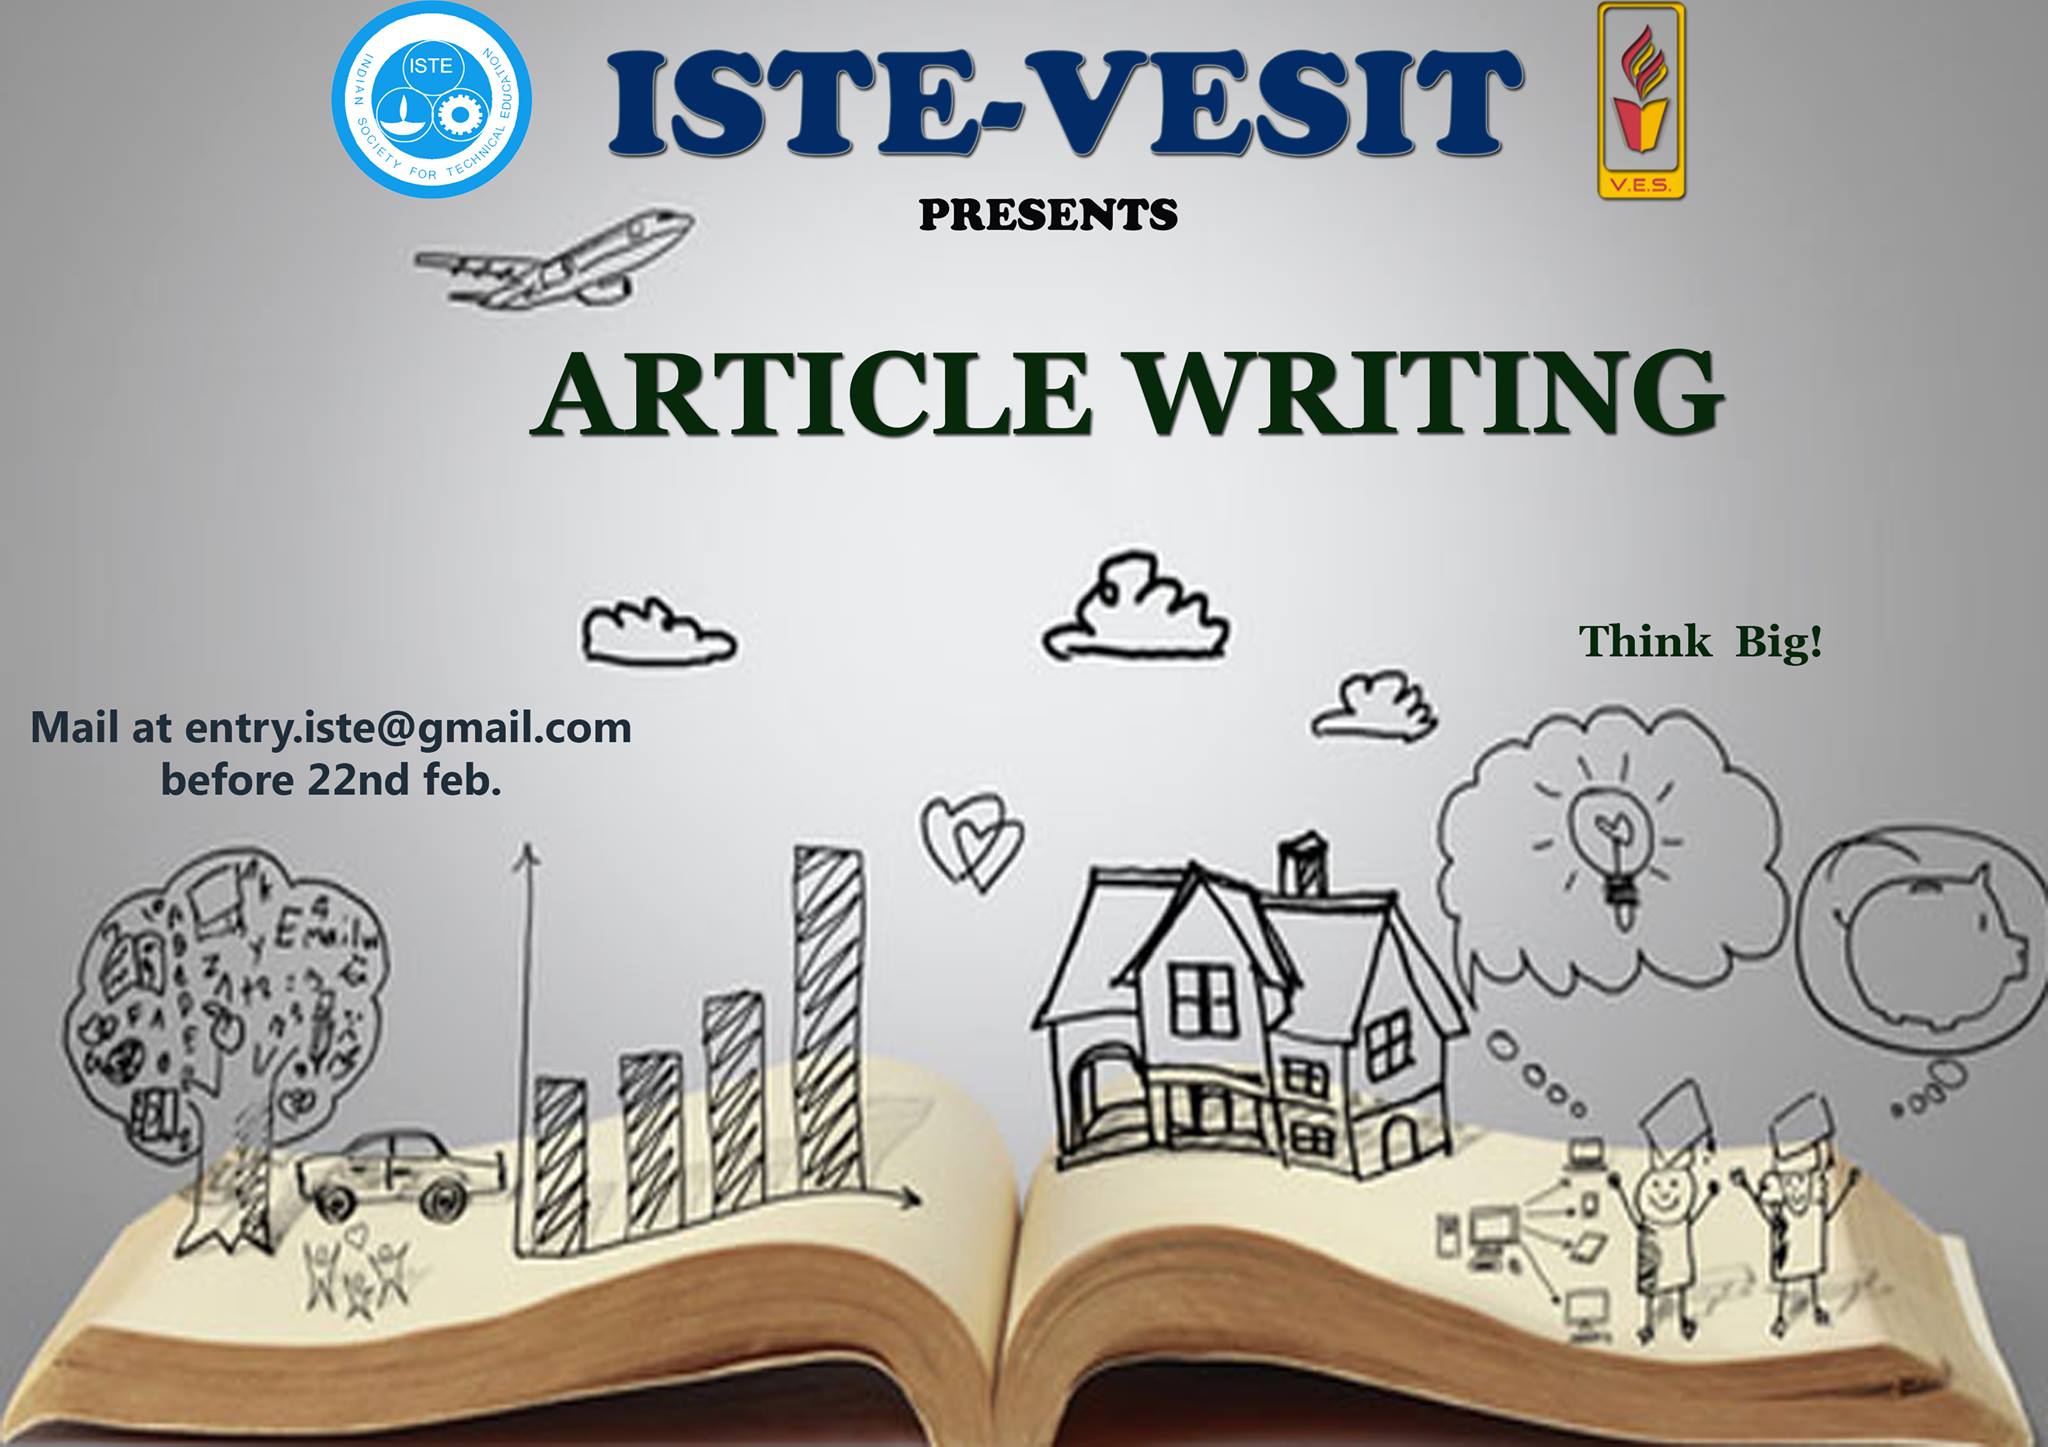 ISTE
INDIAN SOCIETY FOR TECHNICAL EDUCATION
ISTE-VESIT
V.E.S.
PRESENTS
ARTICLE WRITING
Think Big!
Mail at entry.iste@gmail.com
before 22nd feb.
Email